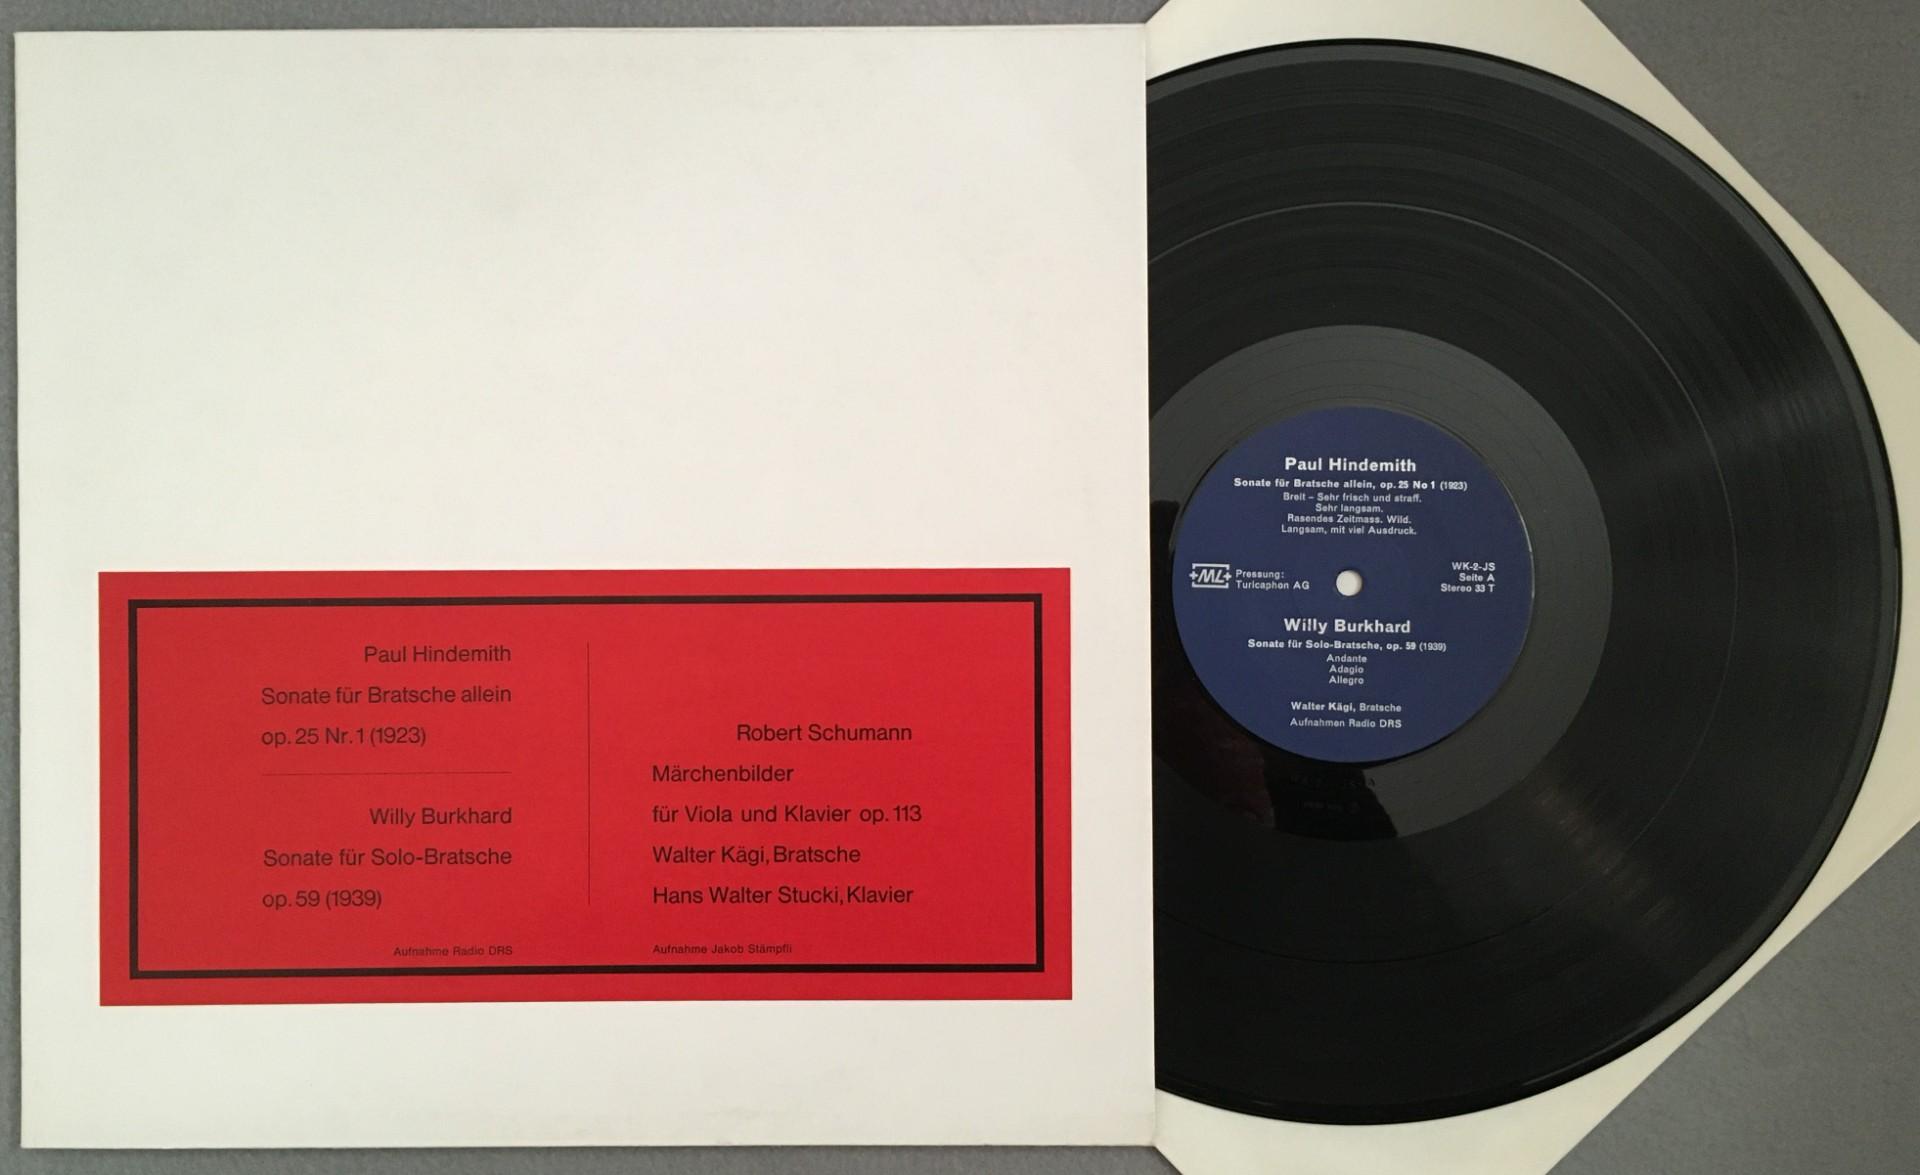 Paul Hindemith
Sonate für Bratsche allein
op. 25 Nr. 1 (1923)
Willy Burkhard
Sonate für Solo-Bratsche
op. 59 (1939)
Aufnahme Radio DRS
Robert Schumann
Märchenbilder
für Viola und Klavier op. 113
Walter Kägi, Bratsche
Hans Walter Stucki, Klavier
Aufnahme Jakob Stämpfli
Paul Hindemith
Sonate für Bratsche allein, op. 25 No 1 (1923)
Breit – Sehr frisch und straff.
Sehr langsam.
Rasendes Zeitmass. Wild.
Langsam, mit viel Ausdruck.
+ML+ Pressung:
Turicaphon AG
WK-2-JS
Seite A
Stereo 33 T
Willy Burkhard
Sonate für Solo-Bratsche, op. 59 (1939)
Andante
Adagio
Allegro
Walter Kägi, Bratsche
Aufnahmen Radio DRS